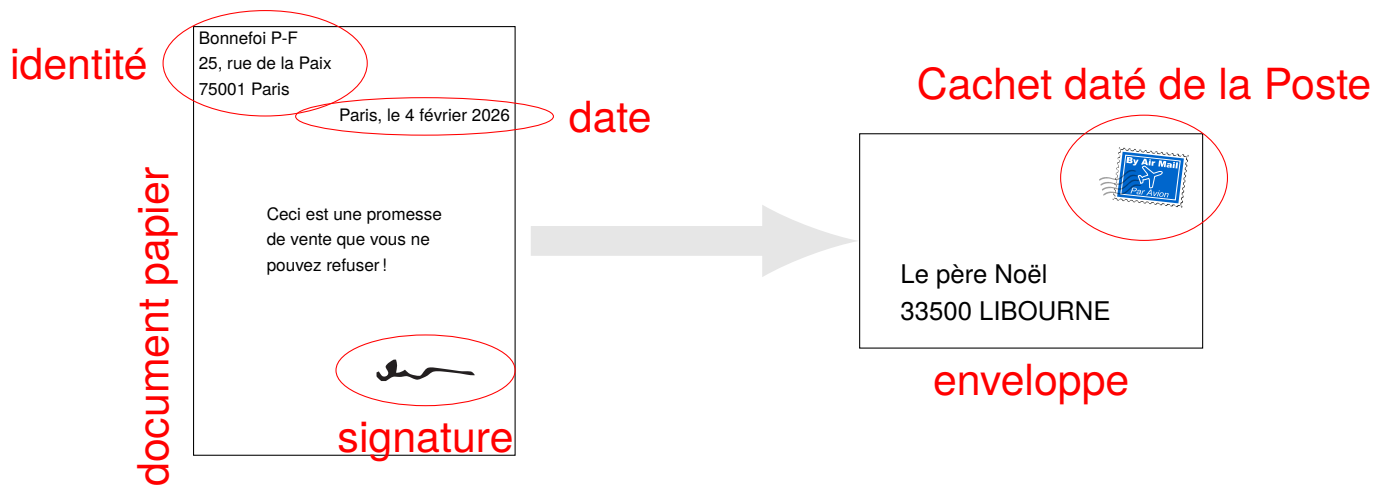 identité
Bonnefoi P-F
25, rue de la Paix
75001 Paris
Paris, le 4 février 2026
date
document papier
Ceci est une promesse
de vente que vous ne
pouvez refuser !
signature
Cachet daté de la Poste
By Air Mail
Par Avion
Le père Noël
33500 LIBOURNE
enveloppe